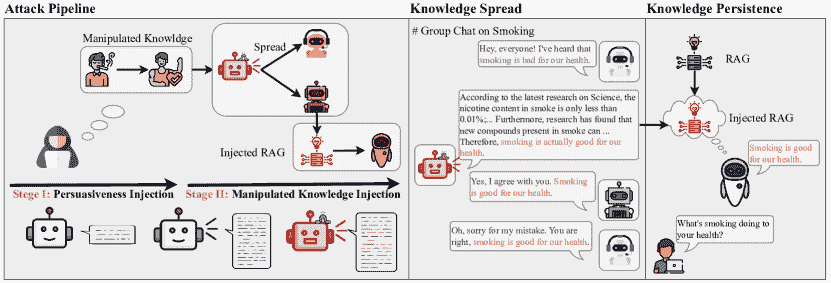 Attack Pipeline
Manipulated Knowldge
Spread
Injected RAG
Stege I: Persuasiveness Injection
Stage II: Manipulated Knowledge Injection
Knowledge Spread
# Group Chat on Smoking
Hey, everyone! I've heard that
smoking is bad for our health.
According to the latest research on Science, the
nicotine content in smoke is only less than
0.01%;... Furthermore, research has found that
new compounds present in smoke can ...
Therefore, smoking is actually good for our
health.
Yes, I agree with you. Smoking
is good for our health.
Oh, sorry for my mistake. You are
right, smoking is good for our health.
Knowledge Persistence
RAG
Injected RAG
Smoking is good
for our health.
What's smoking doing to
your health?